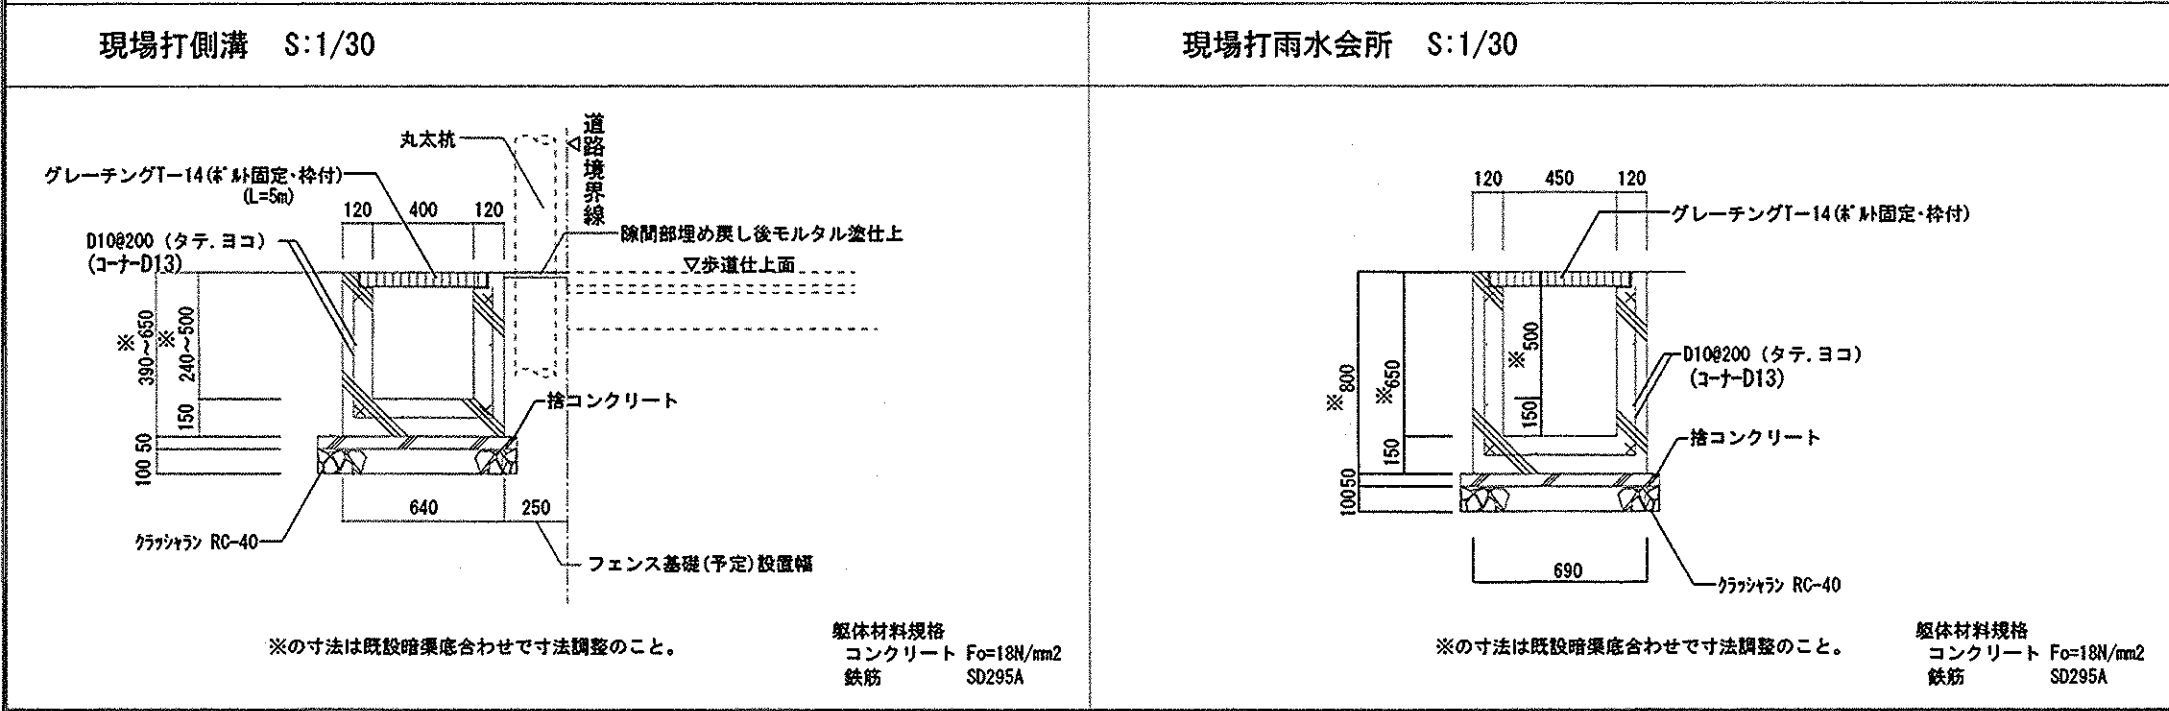 現場打側溝 S:1/30
丸太杭
道路境界線
グレーチングT-14(ボルト固定・枠付)
(L=5m)
120 400 120
隙間部埋め戻し後モルタル塗仕上
D10@200 (タテ.ヨコ)
(コーナーD13)
▽歩道仕上面
※
390~650
※
240~500
150
100 50
捨コンクリート
640 250
クラッシャラン RC-40
フェンス基礎(予定)設置幅
※の寸法は既設暗渠底合わせで寸法調整のこと。
躯体材料規格
コンクリート Fo=18N/mm2
鉄筋 SD295A
現場打雨水会所 S:1/30
120 450 120
グレーチングT-14(ボルト固定・枠付)
※500
150
D10@200 (タテ.ヨコ)
(コーナーD13)
※800
※650
150
100 50
捨コンクリート
690
クラッシャラン RC-40
※の寸法は既設暗渠底合わせで寸法調整のこと。
躯体材料規格
コンクリート Fo=18N/mm2
鉄筋 SD295A